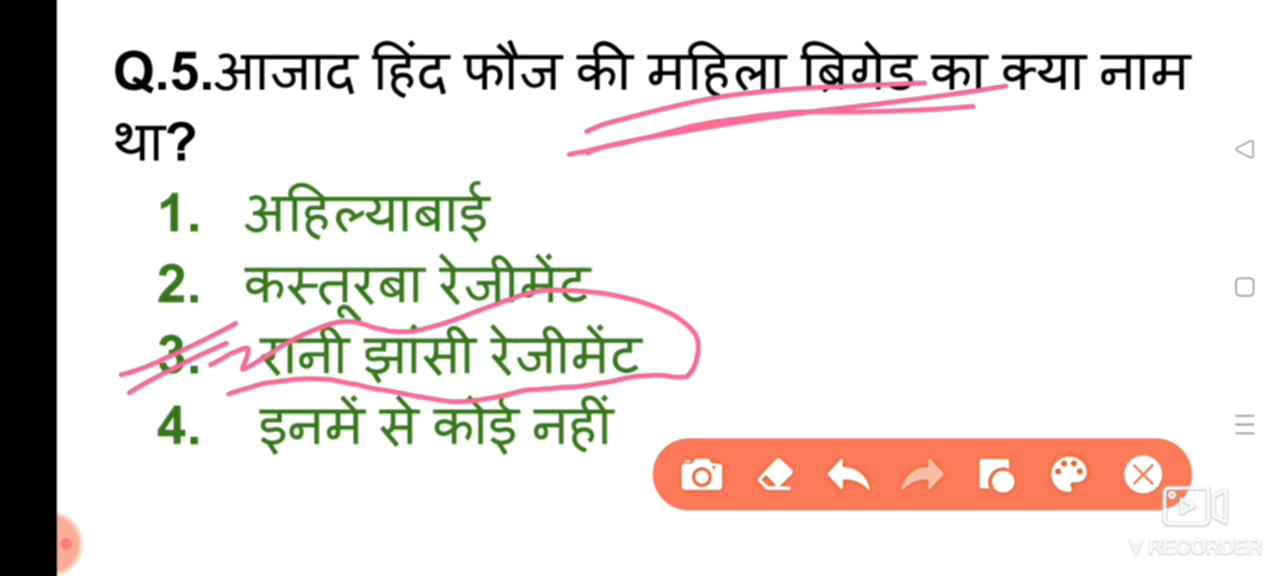 Q.5.आजाद हिंद फौज की महिला ब्रिगेड का क्या नाम
था?
1. अहिल्याबाई
2. कस्तूरबा रेजीमेंट
3. रानी झांसी रेजीमेंट
4. इनमें से कोई नहीं
V RECORDER